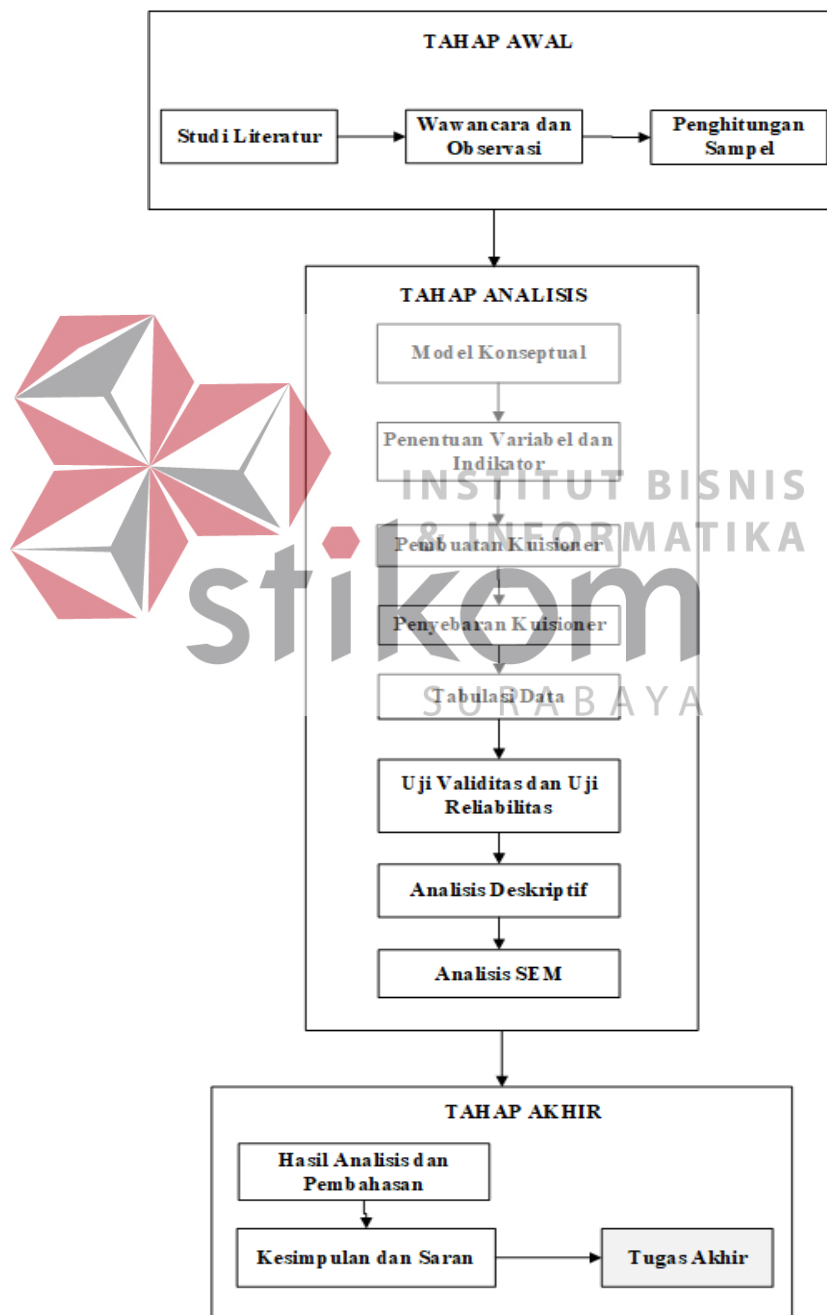 TAHAP AWAL
Studi Literatur
Wawancara dan
Observasi
Penghitungan
Sampel
TAHAP ANALISIS
Model Konseptual
Penentuan Variabel dan
Indikator
INSTITUT BISNIS
& INFORMATIKA
Pembuatan Kuisioner
stikom
Penyebaran Kuisioner
Tabulasi Data
SURABAYA
Uji Validitas dan Uji
Reliabilitas
Analisis Deskriptif
Analisis SEM
TAHAP AKHIR
Hasil Analisis dan
Pembahasan
Kesimpulan dan Saran
Tugas Akhir